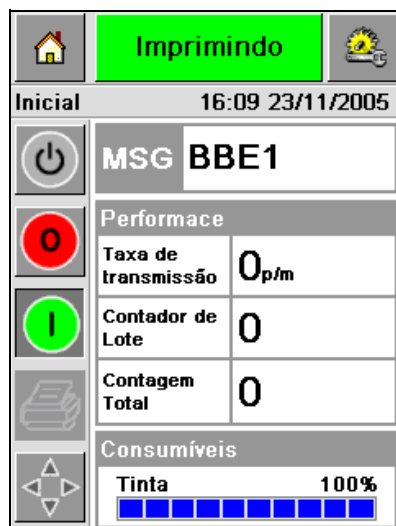 Imprimindo
Inicial 16:09 23/11/2005
MSG BBE1
Performace
Taxa de
transmissão 0p/m
Contador de
Lote 0
Contagem
Total 0
Consumíveis
Tinta 100%